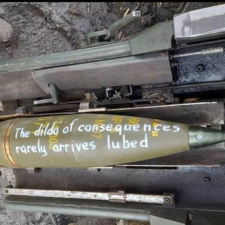 The dildo of consequences
rarely arrives lubed